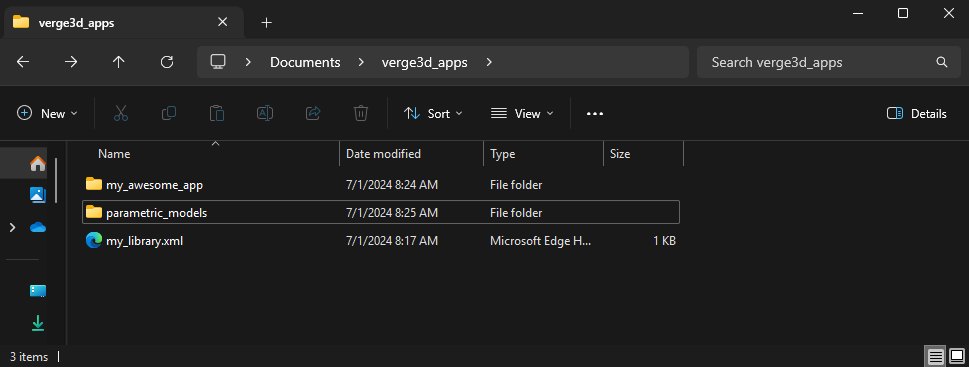 verge3d_apps
Documents verge3d_apps Search verge3d_apps
New Sort View Details
Name Date modified Type Size
my_awesome_app 7/1/2024 8:24 AM File folder
parametric_models 7/1/2024 8:25 AM File folder
my_library.xml 7/1/2024 8:17 AM Microsoft Edge H... 1 KB
3 items